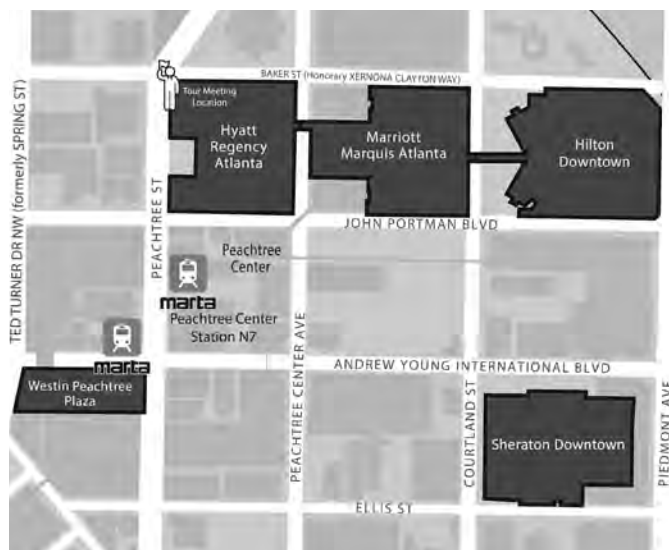 BAKER ST (Honorary XERNONA CLAYTON WAY)
Tour Meeting
Location
Hyatt
Regency
Atlanta
Marriott
Marquis Atlanta
Hilton
Downtown
TED TURNER DR NW (formerly SPRING ST)
PEACHTREE ST
JOHN PORTMAN BLVD
Peachtree
Center
marta
Peachtree Center
Station N7
marta
Westin Peachtree
Plaza
PEACHTREE CENTER AVE
ANDREW YOUNG INTERNATIONAL BLVD
COURTLAND ST
PIEDMONT AVE
Sheraton Downtown
ELLIS ST